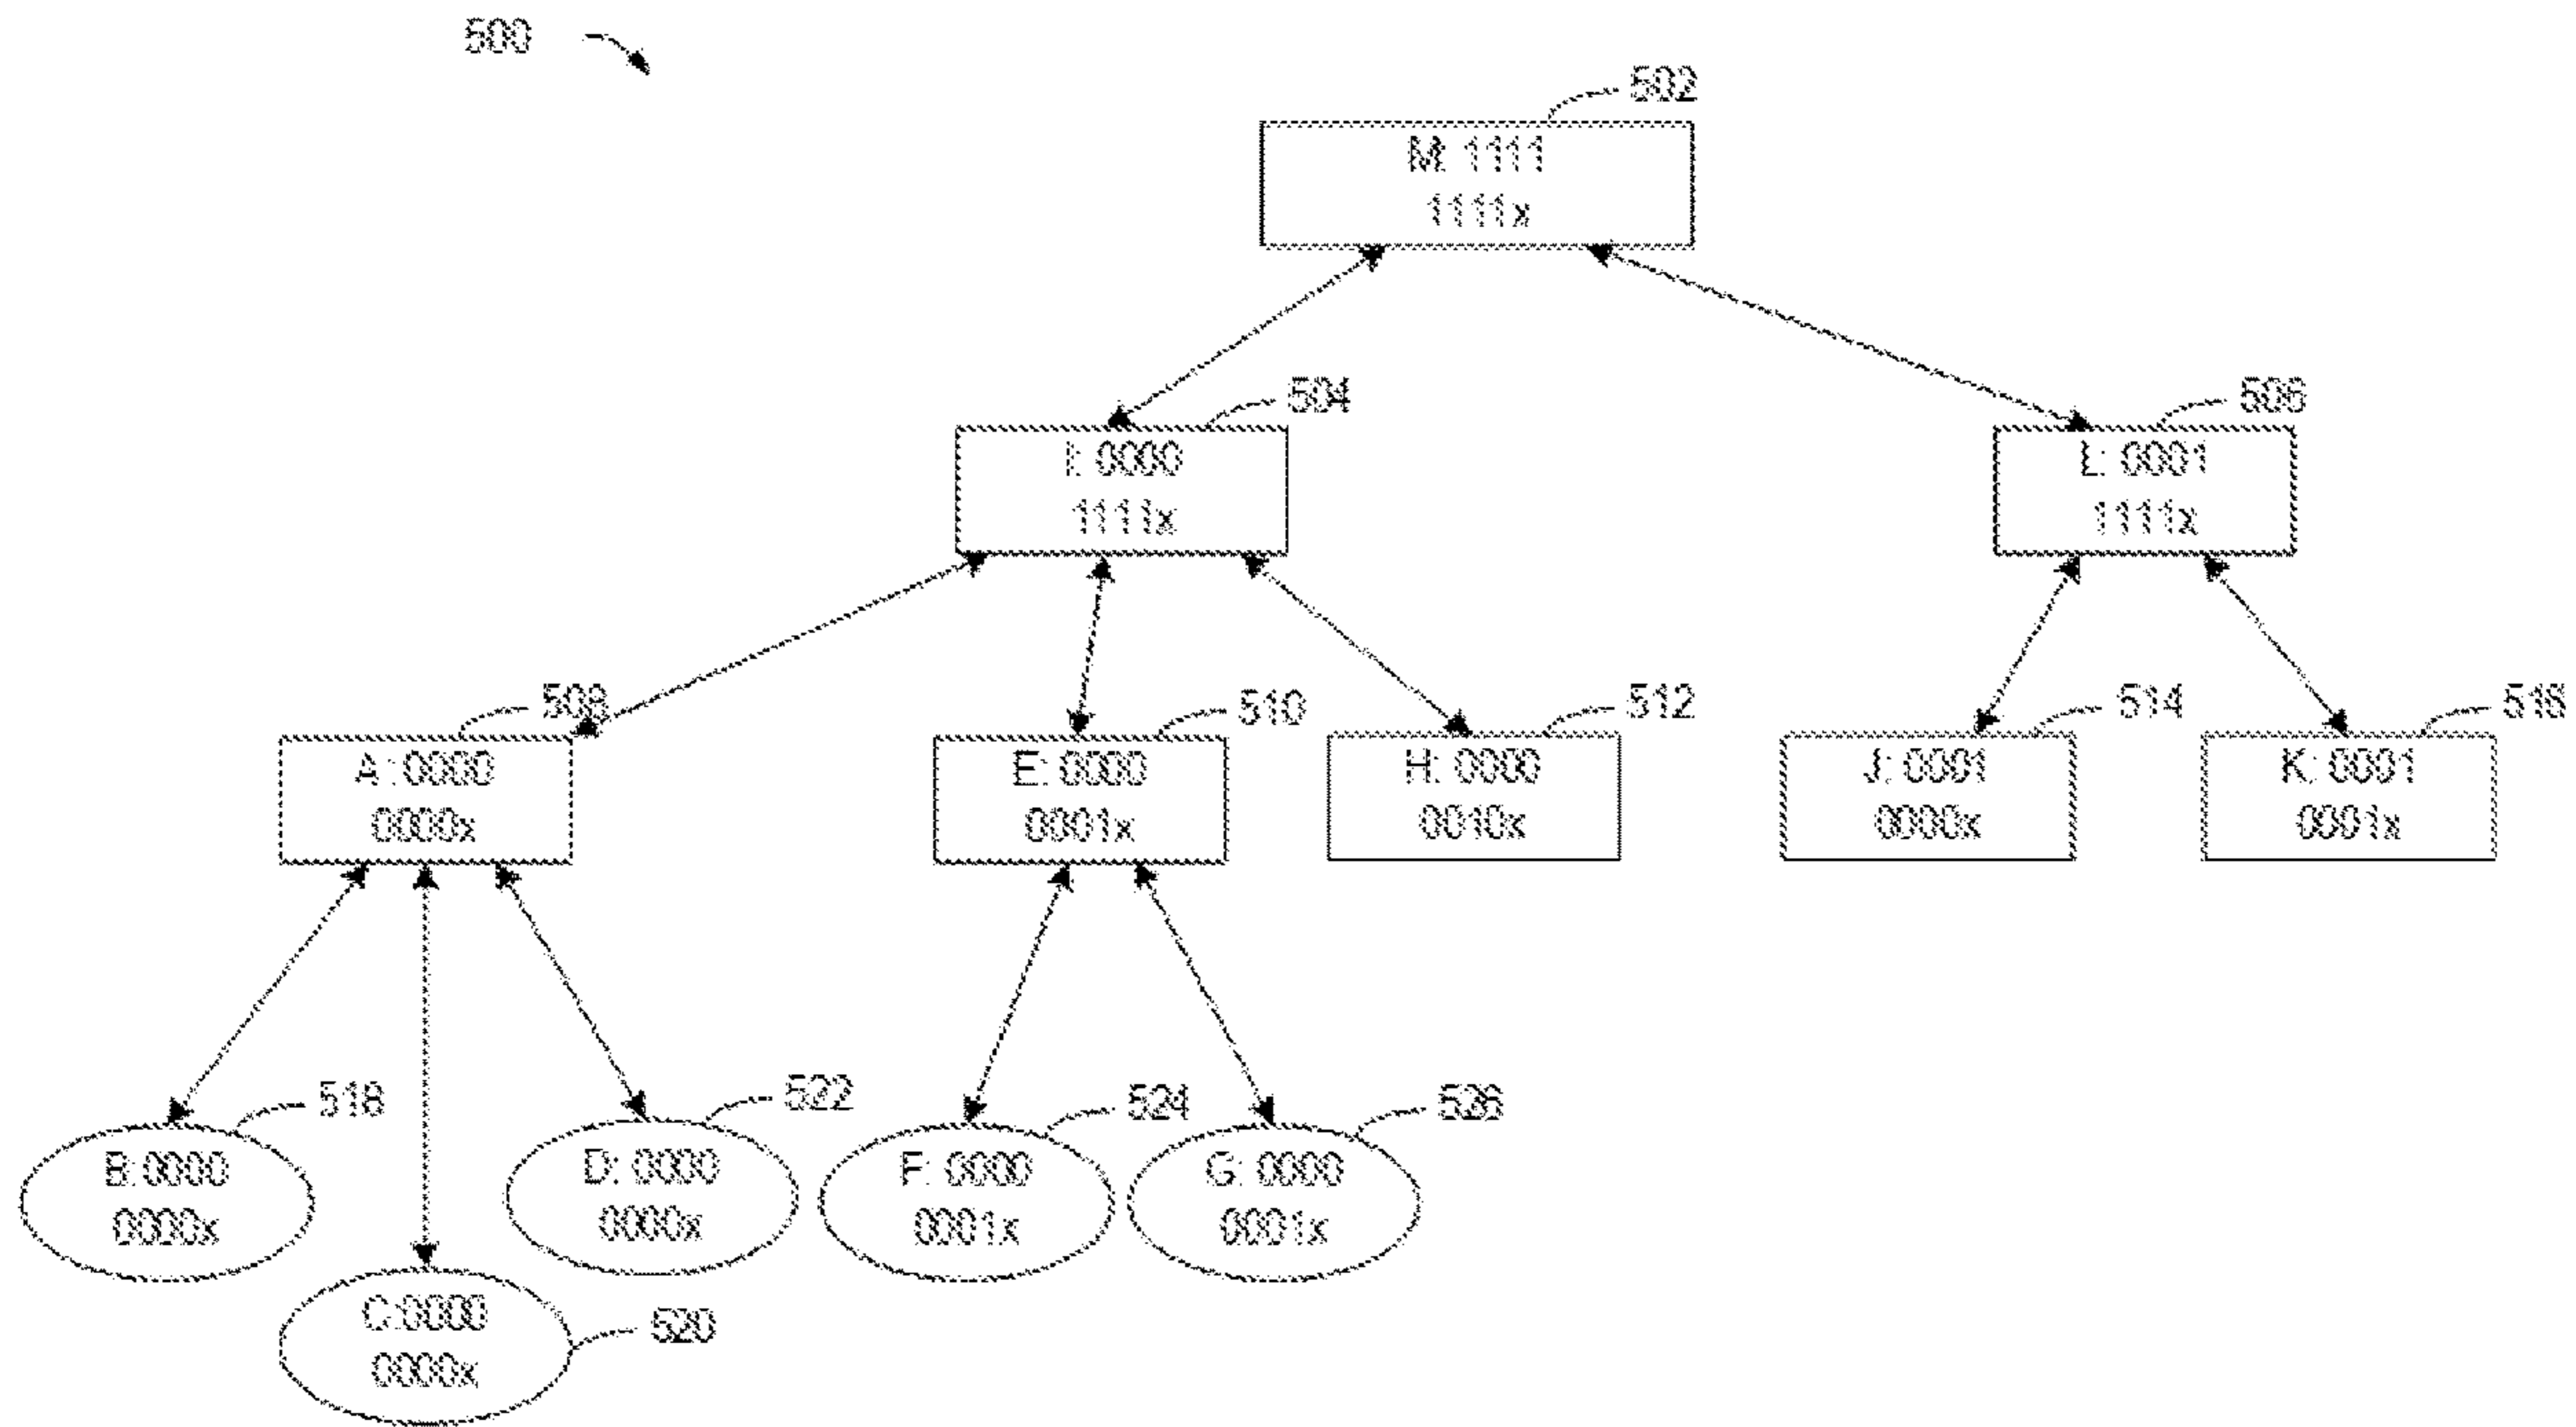 500
502
M: 1111
1111x
504
506
I: 0000
1111x
L: 0001
1111x
508
510
512
514
516
A: 0000
0000x
E: 0000
0001x
H: 0000
0010x
J: 0001
0000x
K: 0001
0001x
518
522
524
526
B: 0000
0000x
D: 0000
0000x
F: 0000
0001x
G: 0000
0001x
C:0000
0000x
520